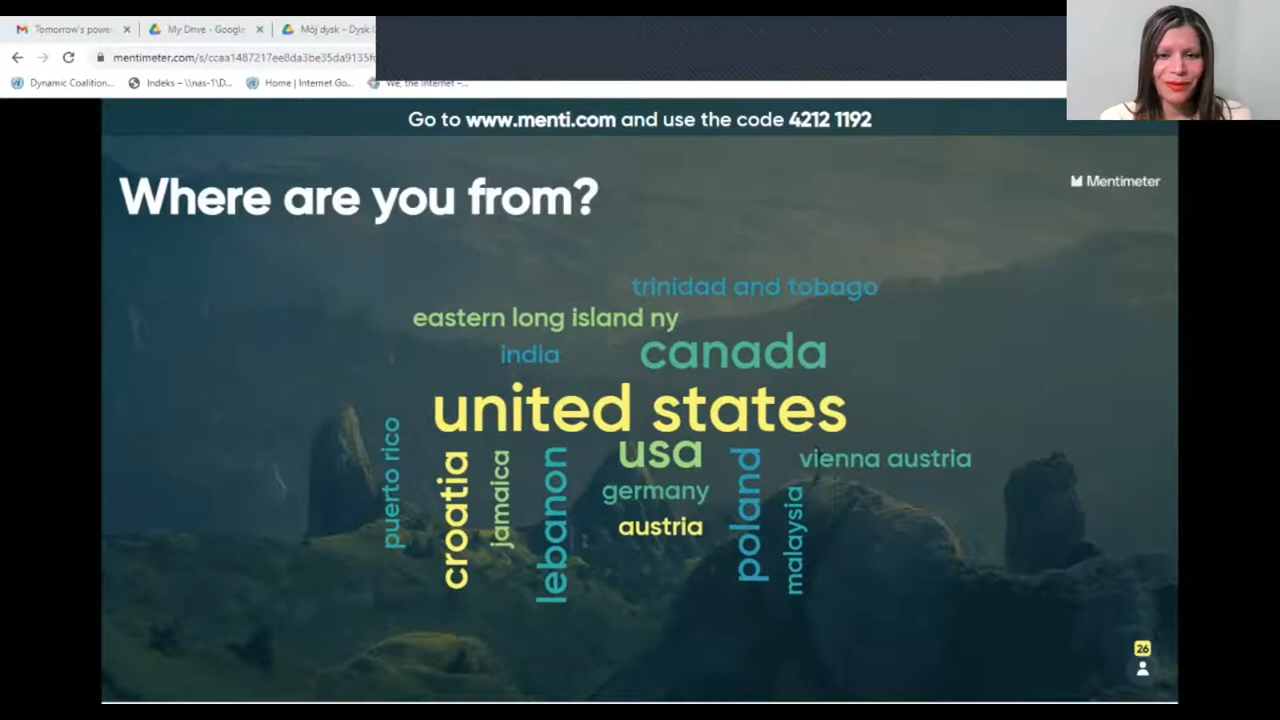 Tomorrow's powe
My Drive - Google
Mój dysk – Dysk
mentimeter.com/s/ccaa1487217ee8da3be35da9135f
Dynamic Coalition...
Indeks – \\nas-1\D...
Home | Internet Go...
We, the Internet –...
Go to www.menti.com and use the code 4212 1192
Where are you from?
Mentimeter
trinidad and tobago
eastern long island ny
india
canada
united states
puerto rico
croatia
jamaica
lebanon
usa
germany
austria
poland
malaysia
vienna austria
26